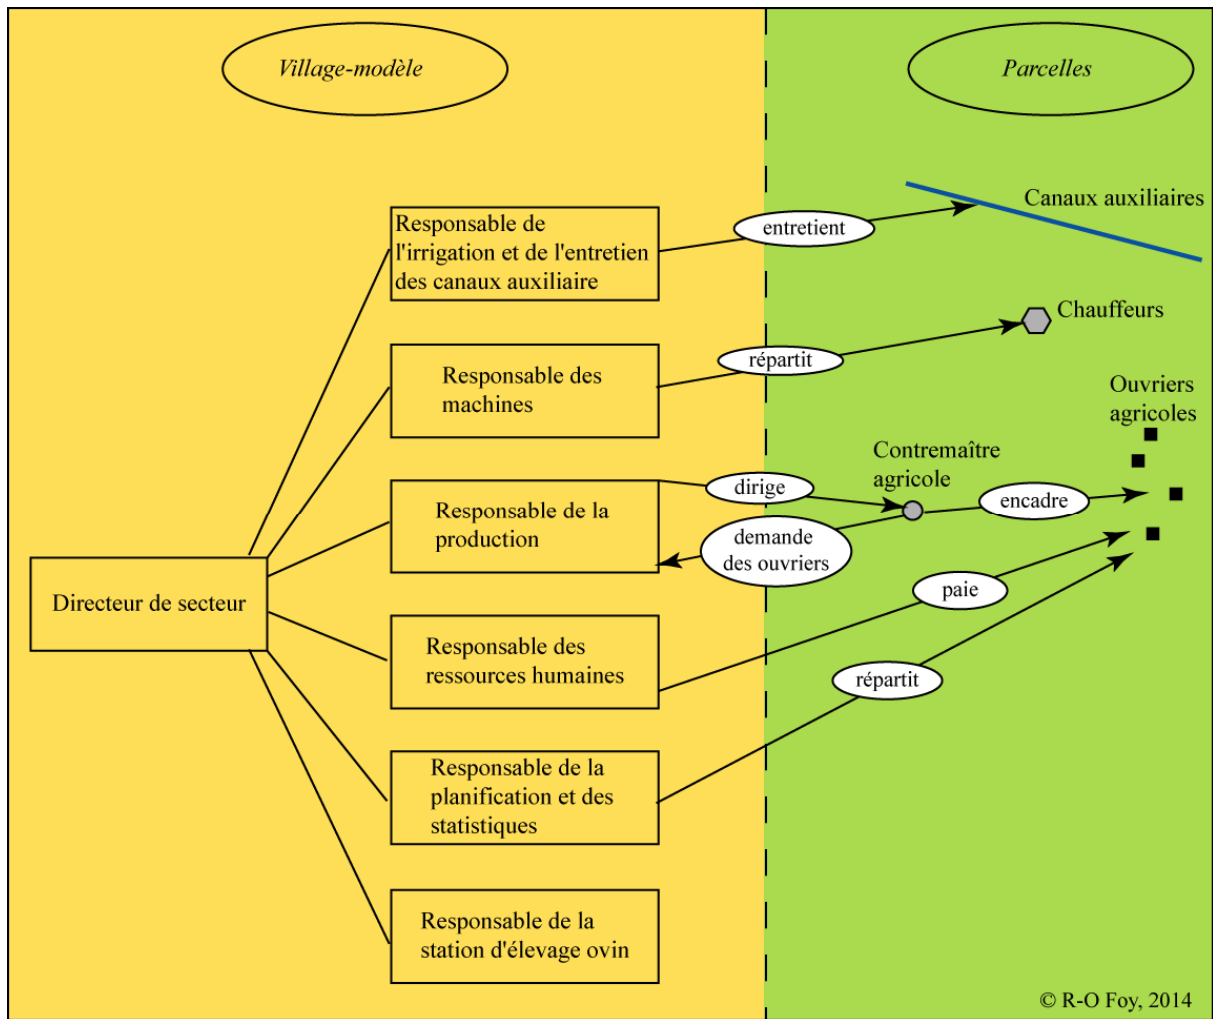 Village-modèle
Parcelles
Responsable de
l'irrigation et de l'entretien
des canaux auxiliaire
entretient
Canaux auxiliaires
Responsable des
machines
répartit
Chauffeurs
Ouvriers
agricoles
Responsable de la
production
dirige
demande
des ouvriers
Contremaître
agricole
encadre
Directeur de secteur
Responsable des
ressources humaines
paie
Responsable de la
planification et des
statistiques
répartit
Responsable de la
station d'élevage ovin
© R-O Foy, 2014